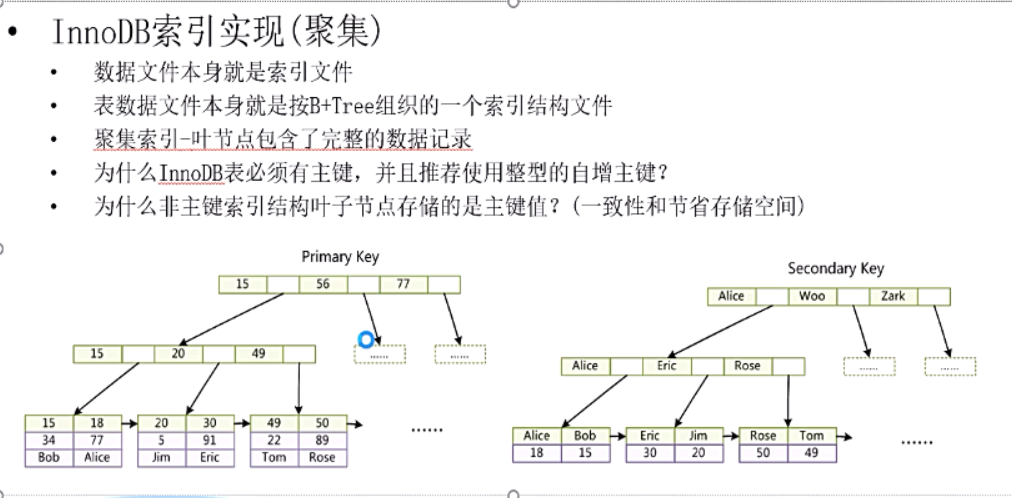 • InnoDB索引实现(聚集)
• 数据文件本身就是索引文件
• 表数据文件本身就是按B+Tree组织的一个索引结构文件
• 聚集索引-叶节点包含了完整的数据记录
• 为什么InnoDB表必须有主键，并且推荐使用整型的自增主键？
• 为什么非主键索引结构叶子节点存储的是主键值？(一致性和节省存储空间)
Primary Key
15 56 77
15 20 49
...... ......
15 18 20 30 49 50
34 77 5 91 22 89
Bob Alice Jim Eric Tom Rose
......
Secondary Key
Alice Woo Zark
Alice Eric Rose
...... ......
Alice Bob Eric Jim Rose Tom
18 15 30 20 50 49
......